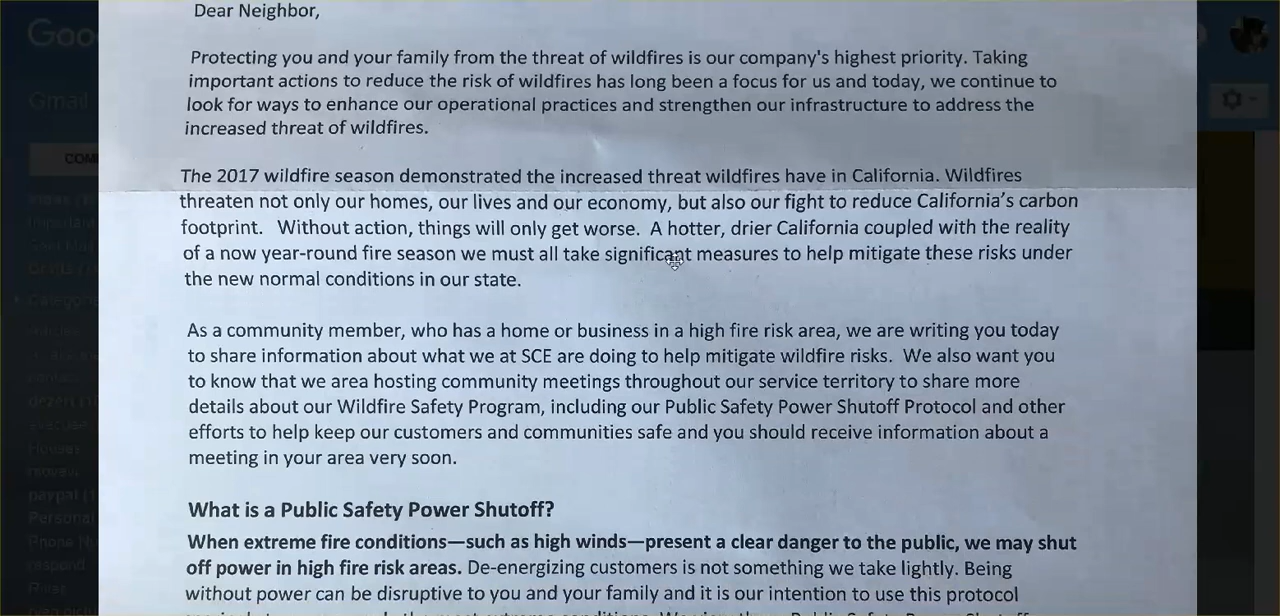 Dear Neighbor,
Protecting you and your family from the threat of wildfires is our company's highest priority. Taking
important actions to reduce the risk of wildfires has long been a focus for us and today, we continue to
look for ways to enhance our operational practices and strengthen our infrastructure to address the
increased threat of wildfires.
The 2017 wildfire season demonstrated the increased threat wildfires have in California. Wildfires
threaten not only our homes, our lives and our economy, but also our fight to reduce California's carbon
footprint. Without action, things will only get worse. A hotter, drier California coupled with the reality
of a now year-round fire season we must all take significant measures to help mitigate these risks under
the new normal conditions in our state.
As a community member, who has a home or business in a high fire risk area, we are writing you today
to share information about what we at SCE are doing to help mitigate wildfire risks. We also want you
to know that we area hosting community meetings throughout our service territory to share more
details about our Wildfire Safety Program, including our Public Safety Power Shutoff Protocol and other
efforts to help keep our customers and communities safe and you should receive information about a
meeting in your area very soon.
What is a Public Safety Power Shutoff?
When extreme fire conditions—such as high winds—present a clear danger to the public, we may shut
off power in high fire risk areas. De-energizing customers is not something we take lightly. Being
without power can be disruptive to you and your family and it is our intention to use this protocol
Goo
Gmail
COM
Categor
paypal
Personal
Phone N
respond